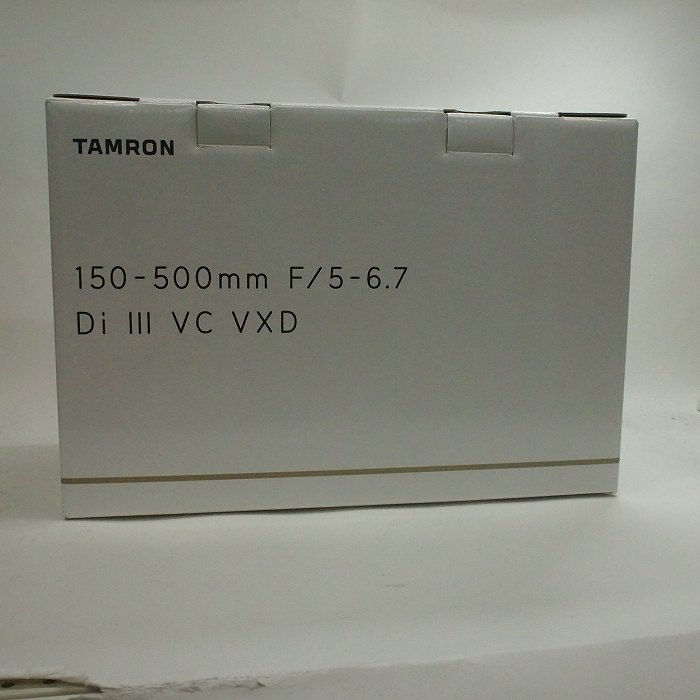 TAMRON
150-500mm F/5-6.7
Di III VC VXD